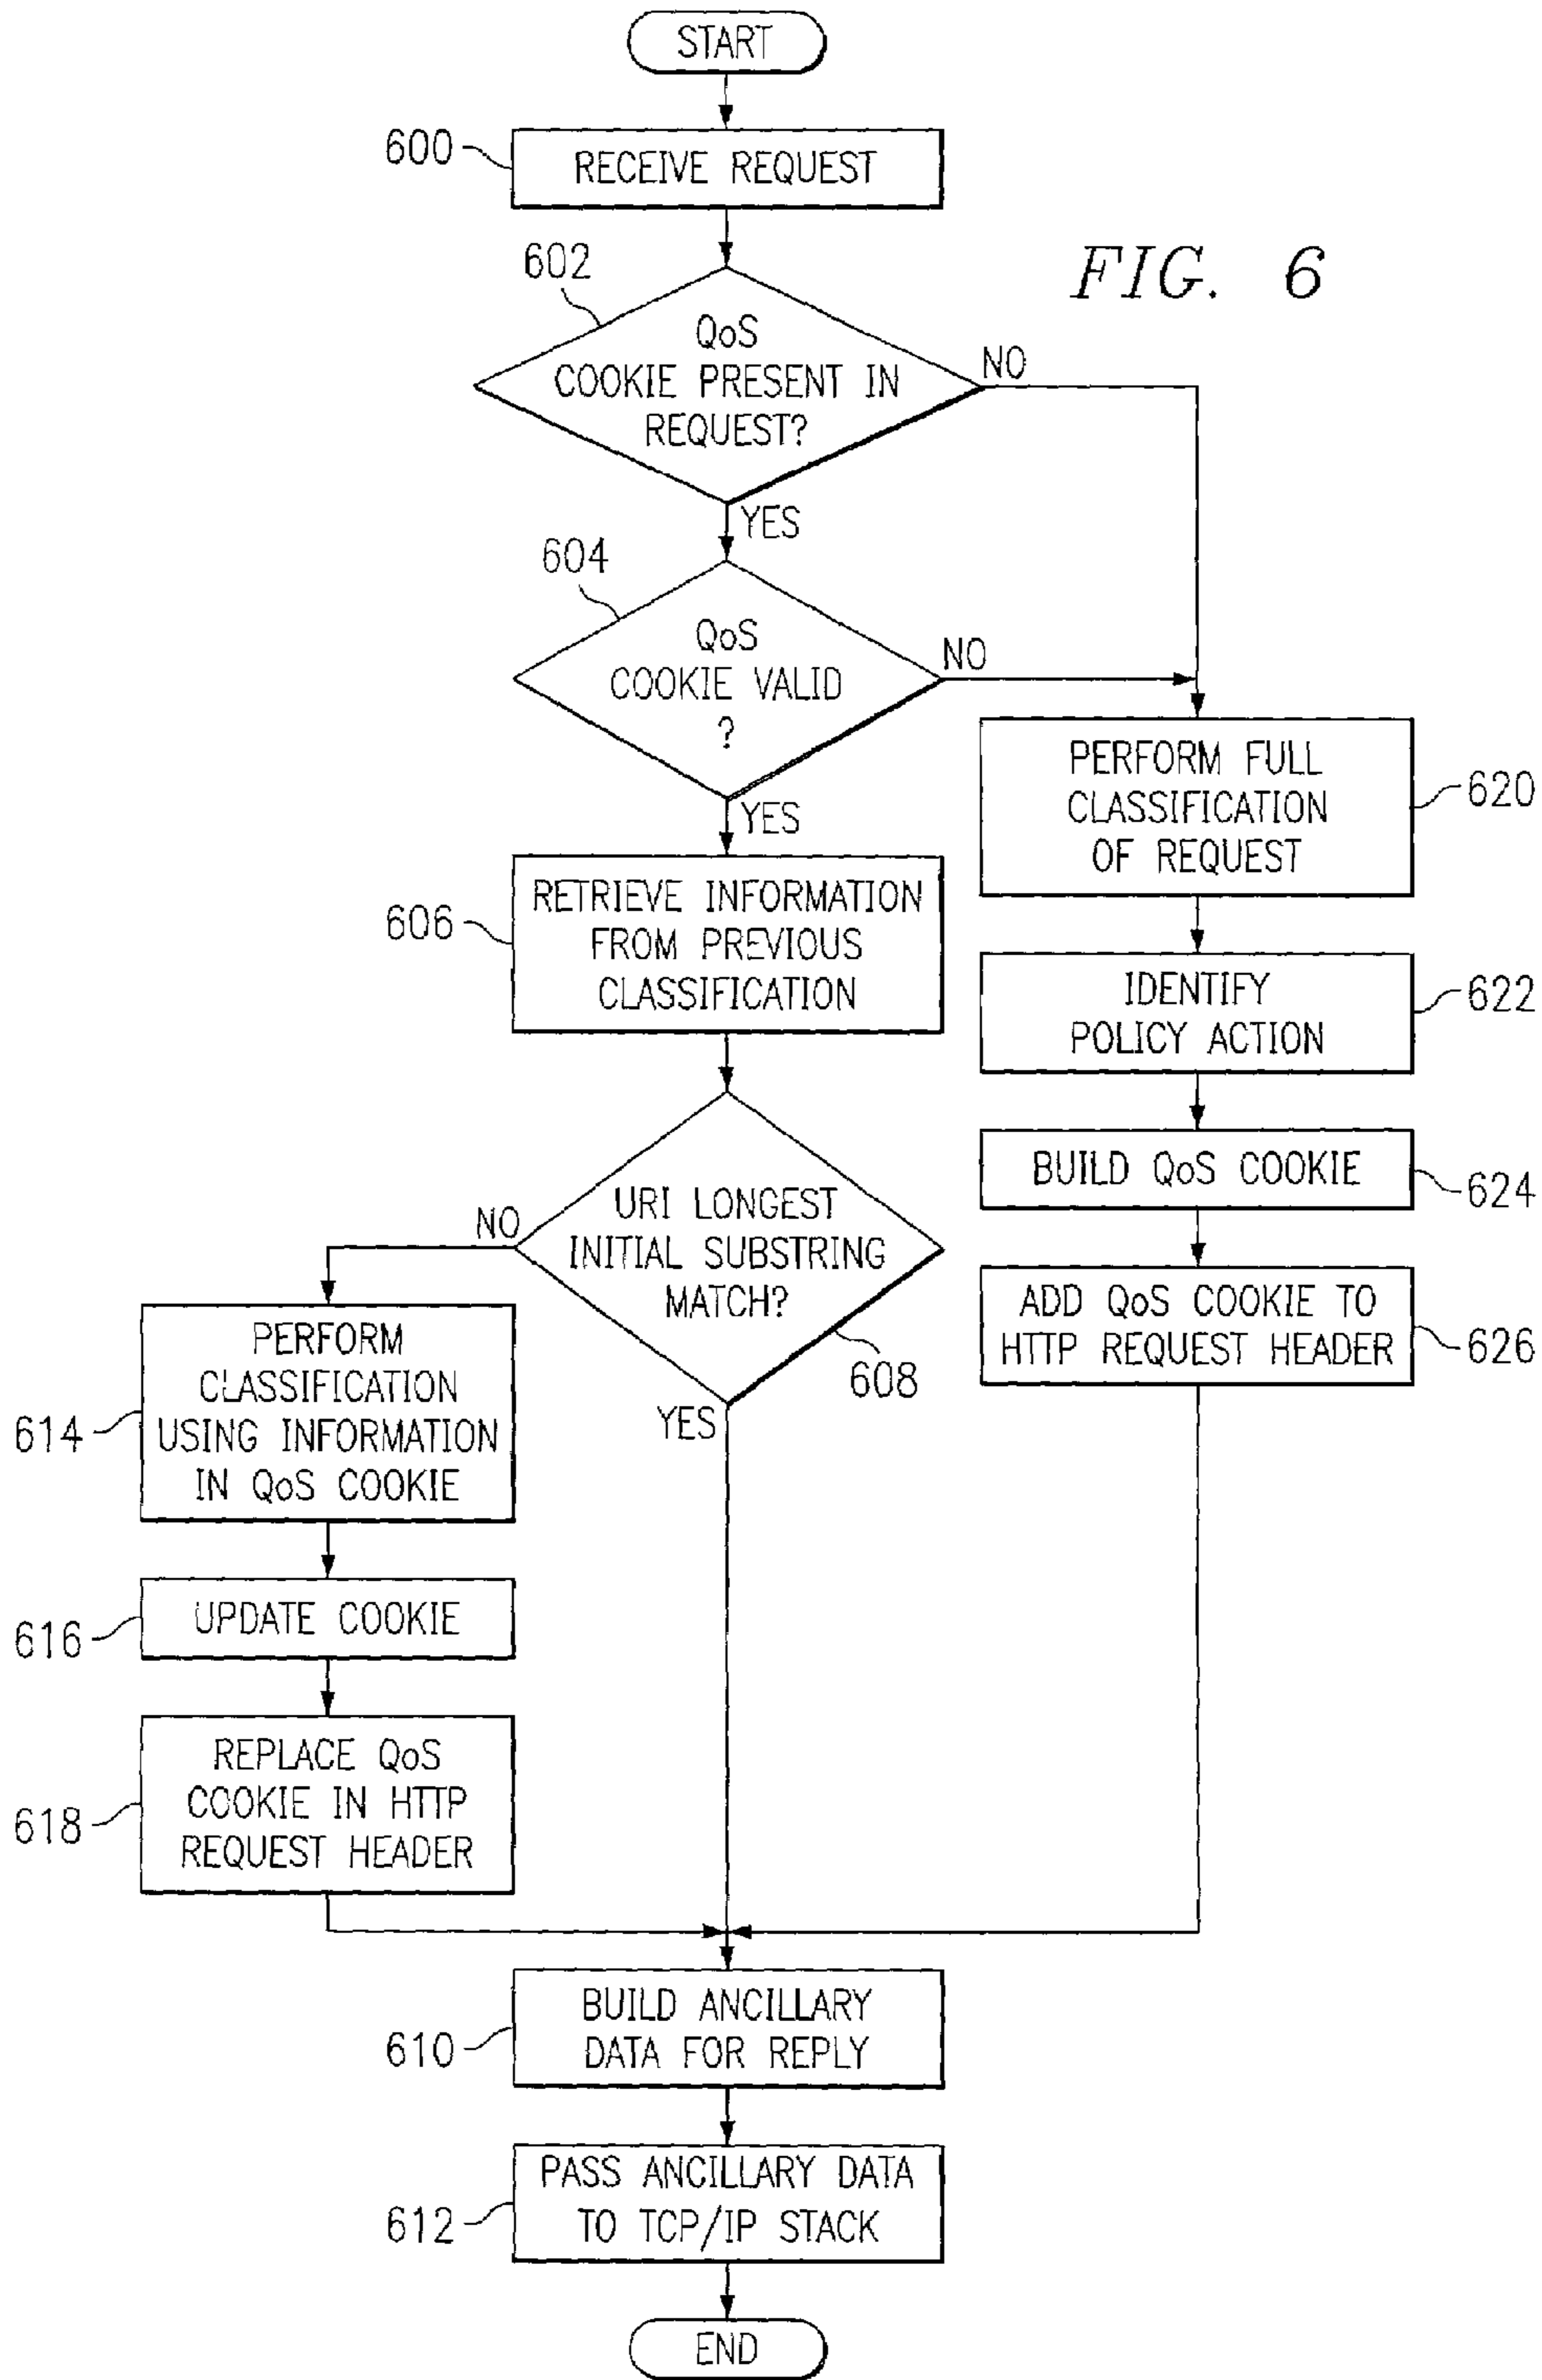 START
600
RECEIVE REQUEST
FIG. 6
602
QoS
COOKIE PRESENT IN
REQUEST?
NO
YES
604
QoS
COOKIE VALID
?
NO
YES
606
RETRIEVE INFORMATION
FROM PREVIOUS
CLASSIFICATION
PERFORM FULL
CLASSIFICATION
OF REQUEST
620
IDENTIFY
POLICY ACTION
622
BUILD QoS COOKIE
624
ADD QoS COOKIE TO
HTTP REQUEST HEADER
626
URI LONGEST
INITIAL SUBSTRING
MATCH?
608
NO
YES
614
PERFORM
CLASSIFICATION
USING INFORMATION
IN QoS COOKIE
616
UPDATE COOKIE
618
REPLACE QoS
COOKIE IN HTTP
REQUEST HEADER
610
BUILD ANCILLARY
DATA FOR REPLY
612
PASS ANCILLARY DATA
TO TCP/IP STACK
END